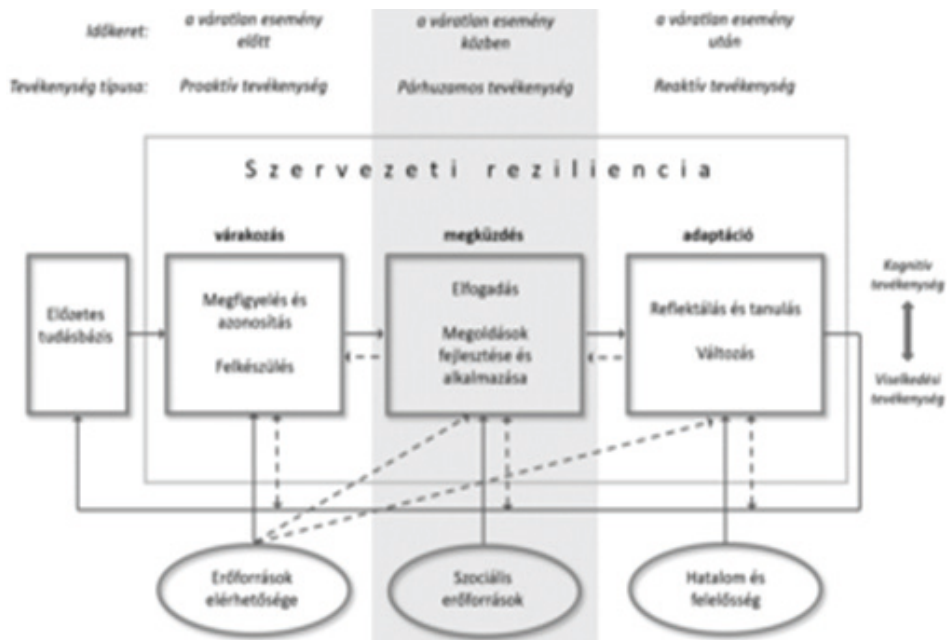 Időkeret:
a váratlan esemény
előtt
a váratlan esemény
közben
a váratlan esemény
után
Tevékenység típusa:
Proaktív tevékenység
Párhuzamos tevékenység
Reaktív tevékenység
Szervezeti reziliencia
várakozás
megküzdés
adaptáció
Előzetes
tudásbázis
Megfigyelés és
azonosítás
Felkészülés
Elfogadás
Megoldások
fejlesztése és
alkalmazása
Reflektálás és tanulás
Változás
Kognitív
tevékenység
Viselkedési
tevékenység
Erőforrások
elérhetősége
Szociális
erőforrások
Hatalom és
felelősség